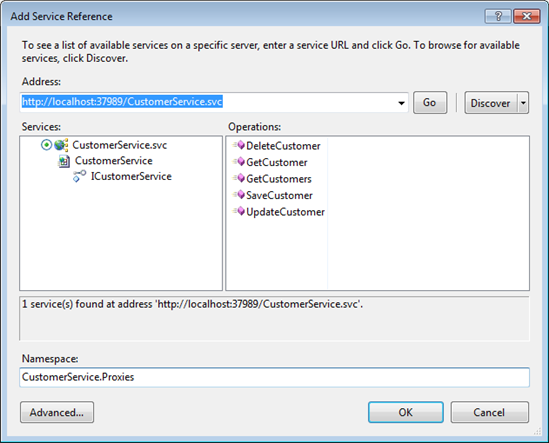 Add Service Reference
To see a list of available services on a specific server, enter a service URL and click Go. To browse for available
services, click Discover.
Address:
http://localhost:37989/CustomerService.svc
Go
Discover
Services:
Operations:
CustomerService.svc
CustomerService
ICustomerService
DeleteCustomer
GetCustomer
GetCustomers
SaveCustomer
UpdateCustomer
1 service(s) found at address 'http://localhost:37989/CustomerService.svc'.
Namespace:
CustomerService.Proxies
Advanced...
OK
Cancel